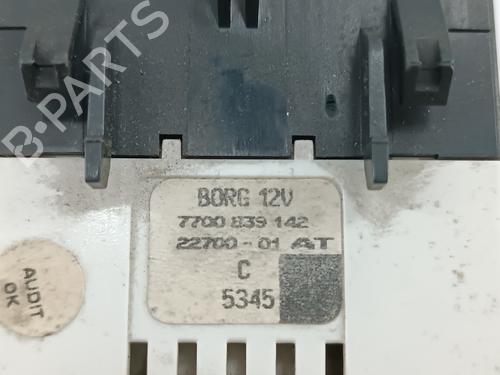 B-PARTS
BORG 12V
7700 839 142
22700-01 AT
C
5345
AUDIT
OK